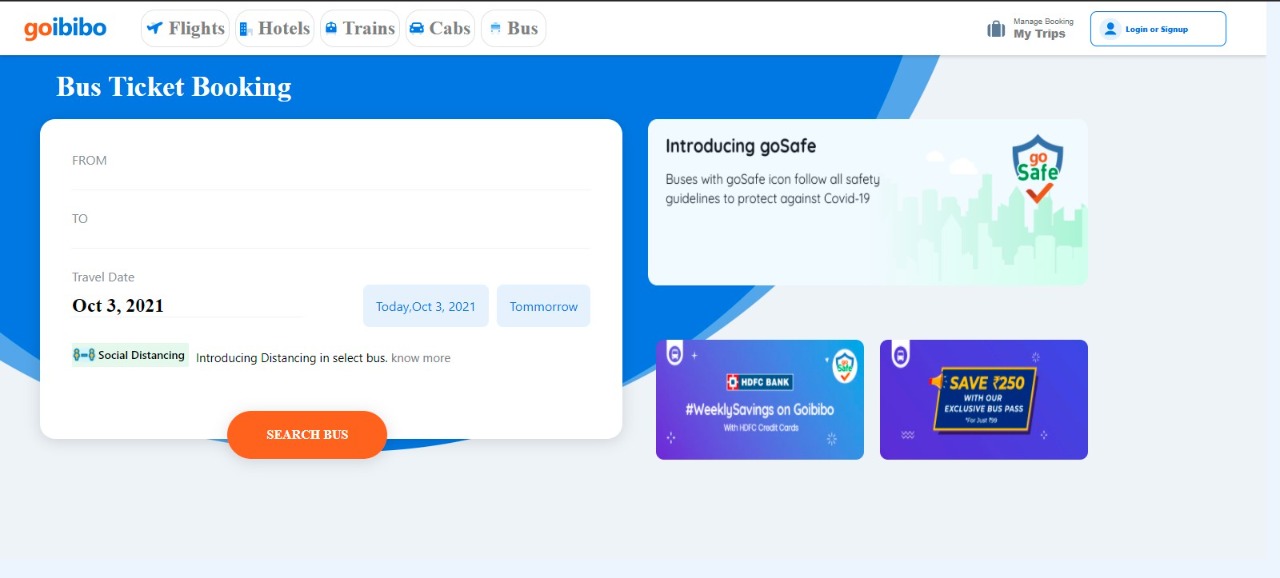 goibibo
Flights
Hotels
Trains
Cabs
Bus
Manage Booking
My Trips
Login or Signup
Bus Ticket Booking
FROM
TO
Travel Date
Oct 3, 2021
Today,Oct 3, 2021
Tommorrow
Social Distancing
Introducing Distancing in select bus. know more
SEARCH BUS
Introducing goSafe
Buses with goSafe icon follow all safety
guidelines to protect against Covid-19
go
Safe
HDFC BANK
#WeeklySavings on Goibibo
With HDFC Credit Cards
go
Safe
SAVE ₹250
WITH OUR
EXCLUSIVE BUS PASS
*For Just ₹99